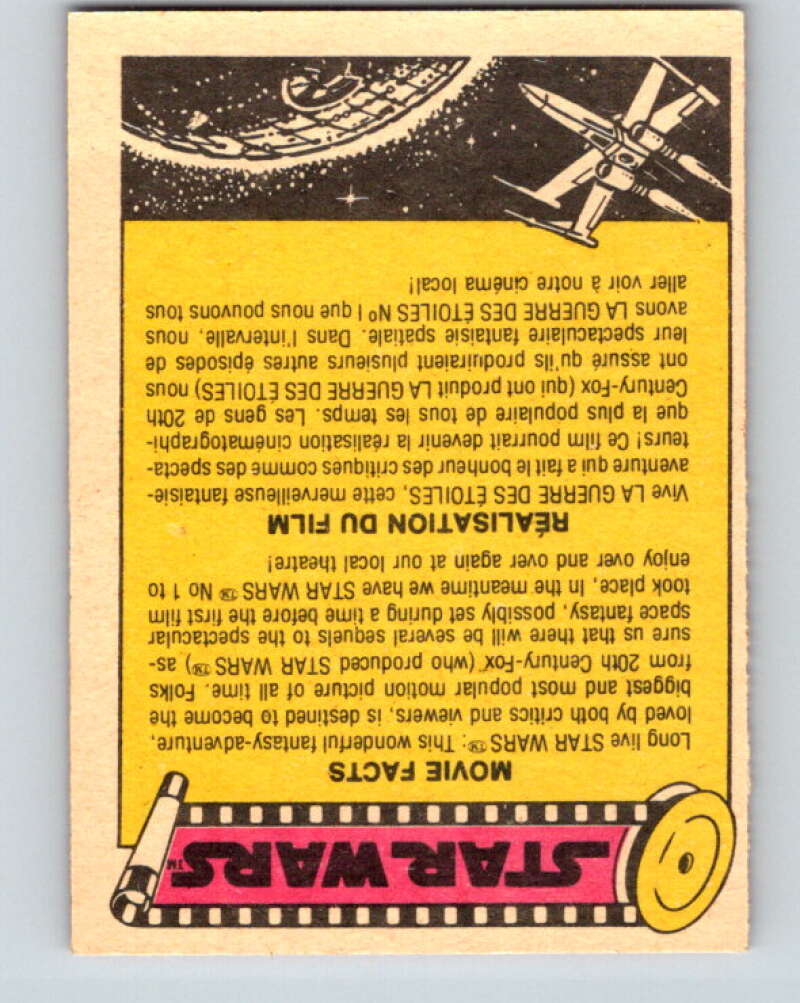 STAR WARS™
MOVIE FACTS
Long live STAR WARS™: This wonderful fantasy-adventure,
loved by both critics and viewers, is destined to become the
biggest and most popular motion picture of all time. Folks
from 20th Century-Fox (who produced STAR WARS™) as-
sure us that there will be several sequels to the spectacular
space fantasy, possibly set during a time before the first film
took place, In the meantime we have STAR WARS™ No 1 to
enjoy over and over again at our local theatre!
RÉALISATION DU FILM
Vive LA GUERRE DES ÉTOILES, cette merveilleuse fantaisie-
aventure qui a fait le bonheur des critiques comme des specta-
teurs! Ce film pourrait devenir la réalisation cinématographi-
que la plus populaire de tous les temps. Les gens de 20th
Century-Fox (qui ont produit LA GUERRE DES ÉTOILES) nous
ont assuré qu'ils produiraient plusieurs autres épisodes de
leur spectaculaire fantaisie spatiale. Dans l'intervalle, nous
avons LA GUERRE DES ÉTOILES Nº I que nous pouvons tous
aller voir à notre cinéma local!